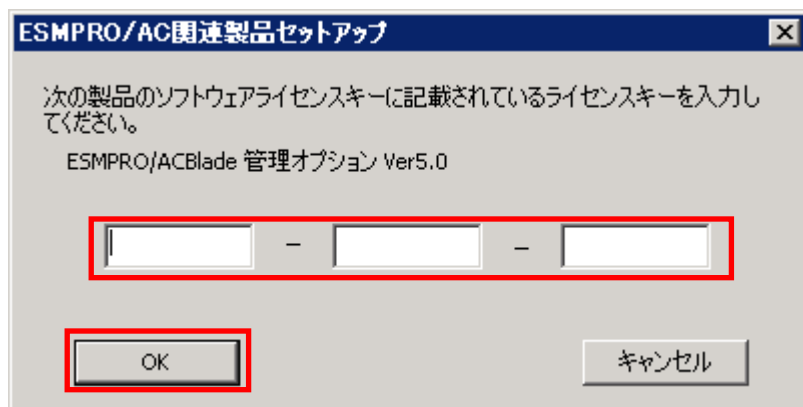 ESMPRO/AC関連製品セットアップ
次の製品のソフトウェアライセンスキーに記載されているライセンスキーを入力し
てください。
ESMPRO/ACBlade 管理オプション Ver5.0
– –
OK キャンセル